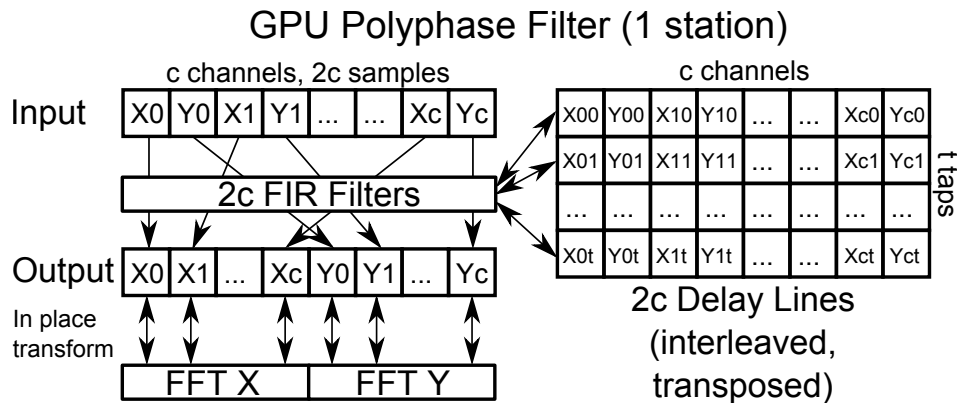 GPU Polyphase Filter (1 station)
c channels, 2c samples
Input
X0 Y0 X1 Y1 ... ... Xc Yc
2c FIR Filters
Output
X0 X1 ... Xc Y0 Y1 ... Yc
In place
transform
FFT X FFT Y
c channels
X00 Y00 X10 Y10 ... ... Xc0 Yc0
X01 Y01 X11 Y11 ... ... Xc1 Yc1
... ... ... ... ... ... ... ...
X0t Y0t X1t Y1t ... ... Xct Yct
t taps
2c Delay Lines
(interleaved,
transposed)